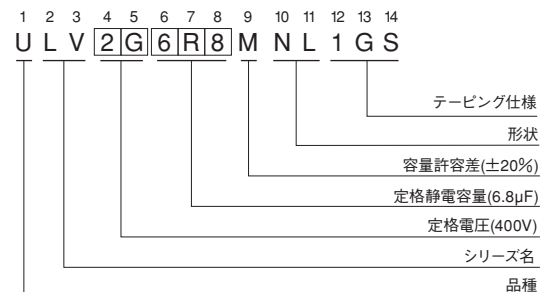 1 2 3 4 5 6 7 8 9 10 11 12 13 14
U L V 2 G 6 R 8 M N L 1 G S
テーピング仕様
形状
容量許容差(±20%)
定格静電容量(6.8µF)
定格電圧(400V)
シリーズ名
品種